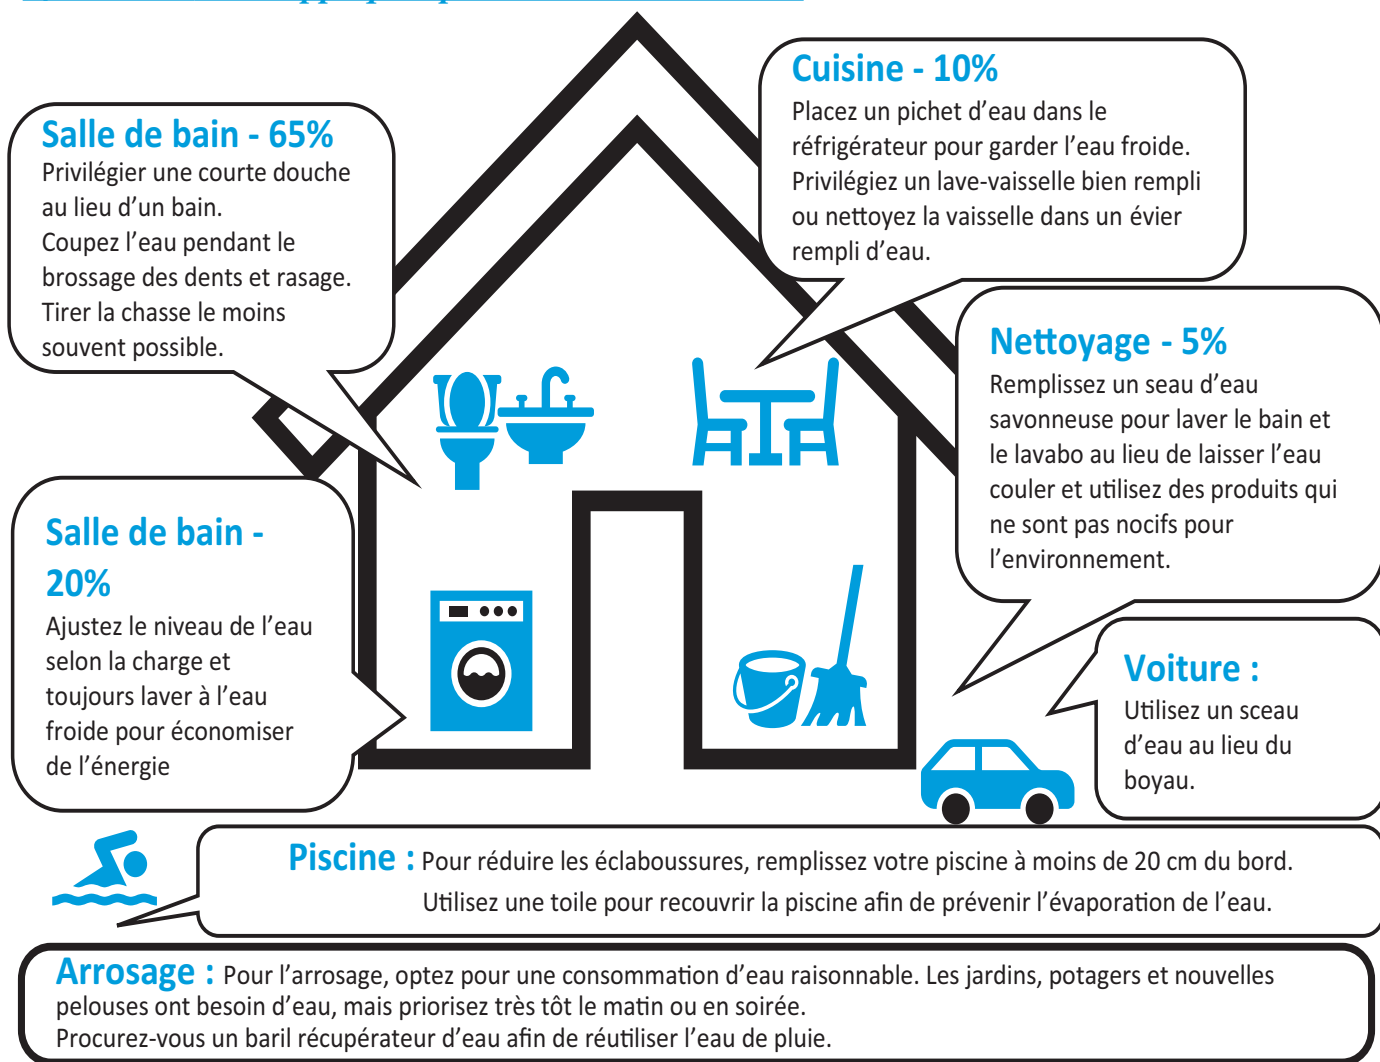 Salle de bain - 65%
Privilégier une courte douche
au lieu d'un bain.
Coupez l'eau pendant le
brossage des dents et rasage.
Tirer la chasse le moins
souvent possible.
Cuisine - 10%
Placez un pichet d'eau dans le
réfrigérateur pour garder l'eau froide.
Privilégiez un lave-vaisselle bien rempli
ou nettoyez la vaisselle dans un évier
rempli d'eau.
Nettoyage - 5%
Remplissez un seau d'eau
savonneuse pour laver le bain et
le lavabo au lieu de laisser l'eau
couler et utilisez des produits qui
ne sont pas nocifs pour
l'environnement.
Salle de bain -
20%
Ajustez le niveau de l'eau
selon la charge et
toujours laver à l'eau
froide pour économiser
de l'énergie
Voiture :
Utilisez un sceau
d'eau au lieu du
boyau.
Piscine : Pour réduire les éclaboussures, remplissez votre piscine à moins de 20 cm du bord.
Utilisez une toile pour recouvrir la piscine afin de prévenir l'évaporation de l'eau.
Arrosage : Pour l'arrosage, optez pour une consommation d'eau raisonnable. Les jardins, potagers et nouvelles
pelouses ont besoin d'eau, mais priorisez très tôt le matin ou en soirée.
Procurez-vous un baril récupérateur d'eau afin de réutiliser l'eau de pluie.